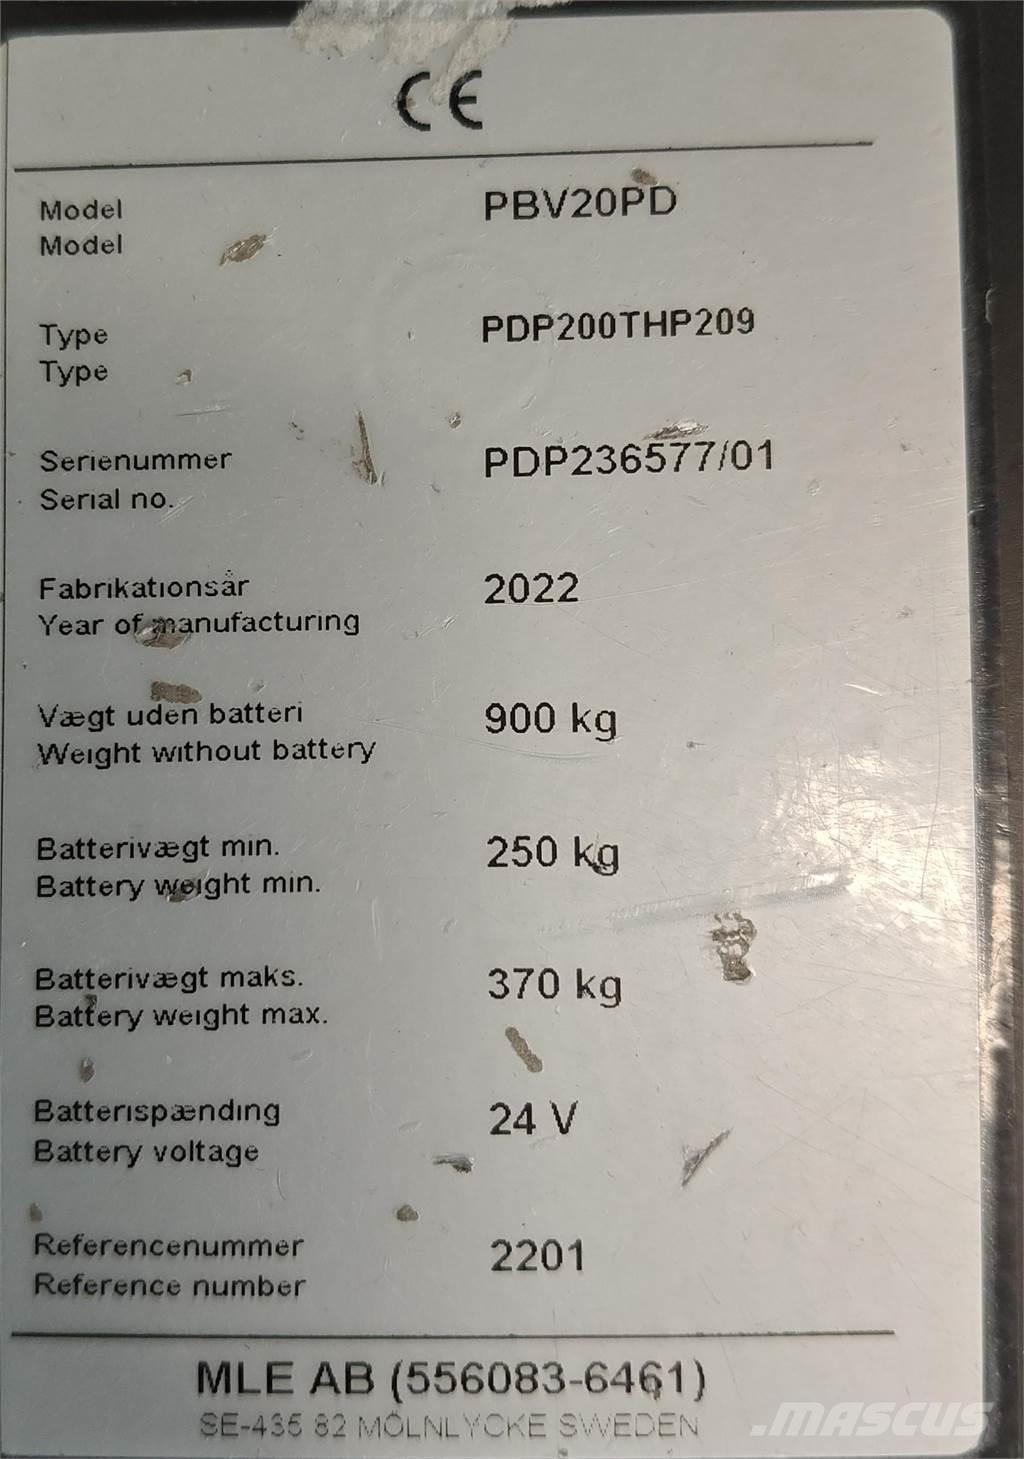 CE
Model PBV20PD
Model
Type PDP200THP209
Type
Serienummer PDP236577/01
Serial no.
Fabrikationsår 2022
Year of manufacturing
Vægt uden batteri 900 kg
Weight without battery
Batterivægt min. 250 kg
Battery weight min.
Batterivægt maks. 370 kg
Battery weight max.
Batterispænding 24 V
Battery voltage
Referencenummer 2201
Reference number
MLE AB (556083-6461)
SE-435 82 MÖLNLYCKE SWEDEN
.mascus